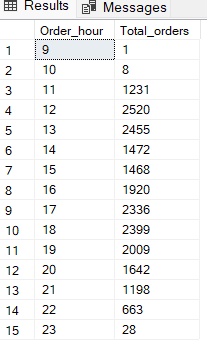 Results Messages
Order_hour Total_orders
1 9 1
2 10 8
3 11 1231
4 12 2520
5 13 2455
6 14 1472
7 15 1468
8 16 1920
9 17 2336
10 18 2399
11 19 2009
12 20 1642
13 21 1198
14 22 663
15 23 28